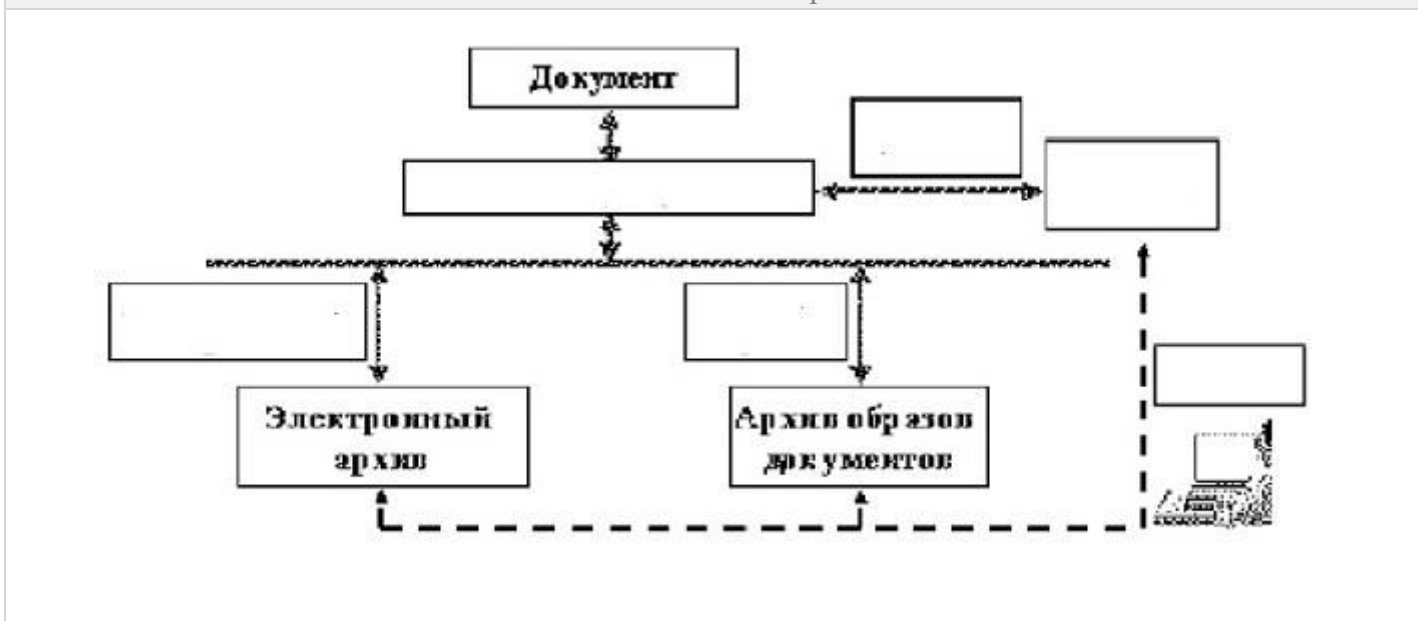 Документ
Электронный
архив
Архив образов
документов